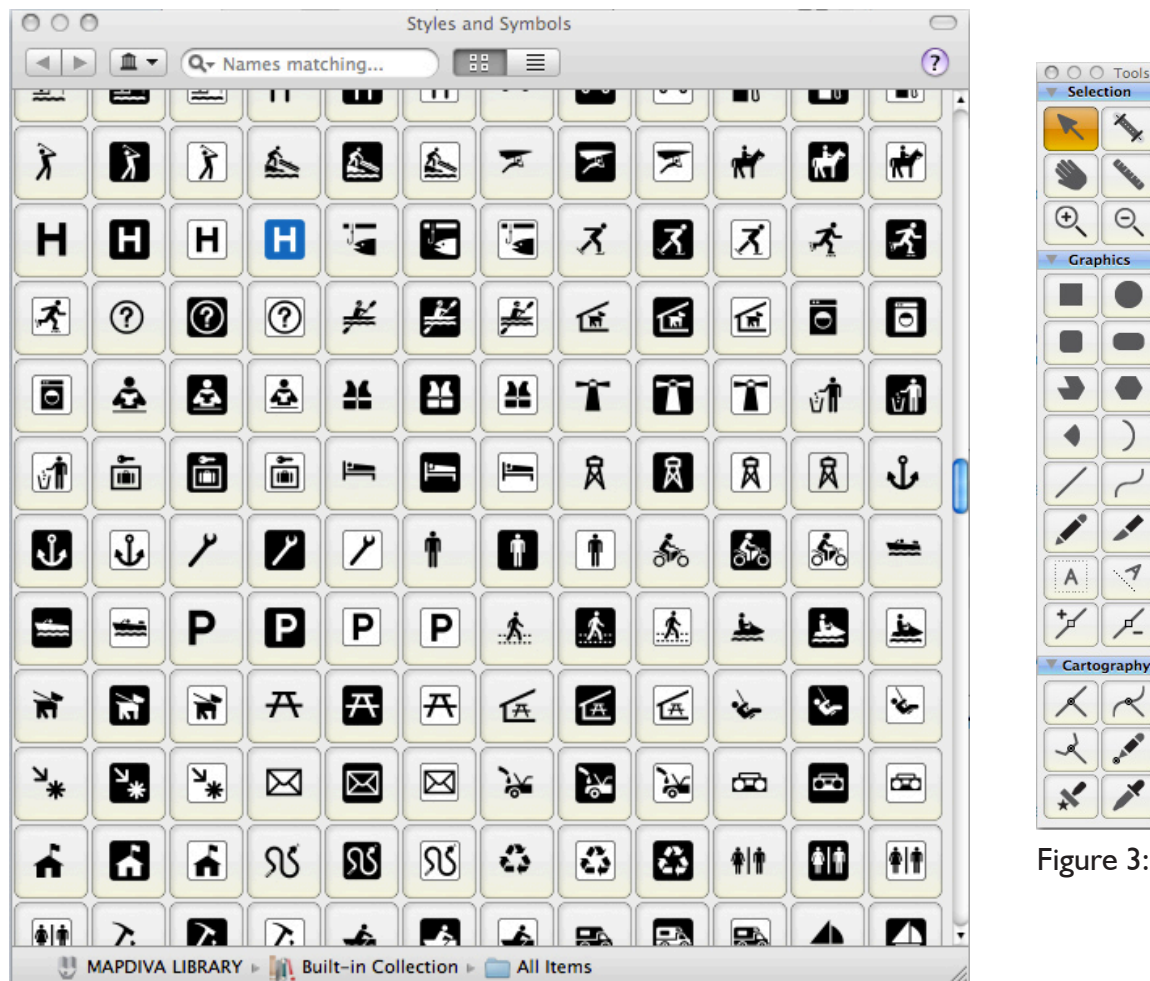 Styles and Symbols
Names matching...
?
H H H H
? ? ?
P P P P
MAPDIVA LIBRARY Built-in Collection All Items
Tools
Selection
Graphics
A A
Cartography
Figure 3: